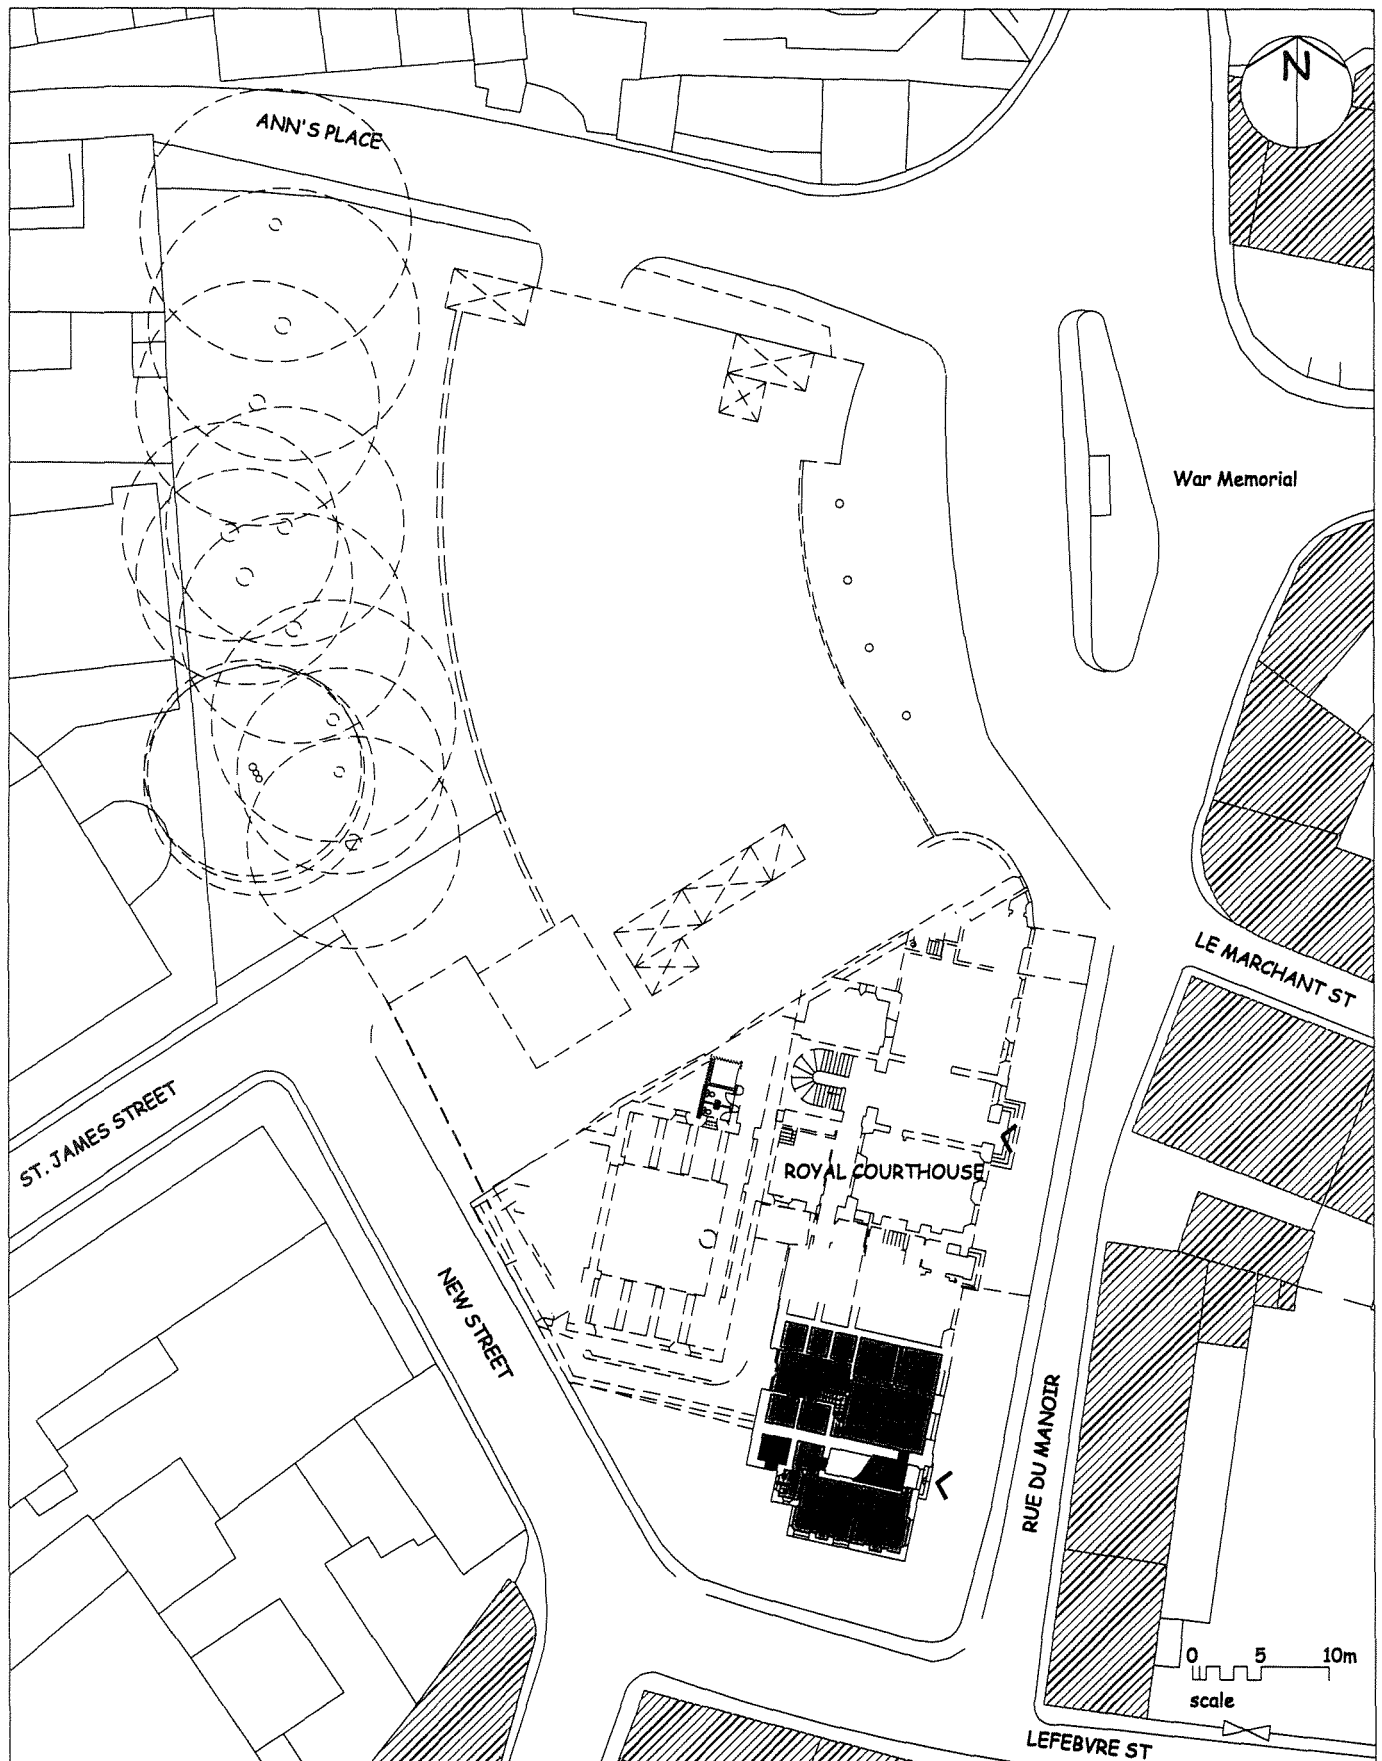 N
ANN'S PLACE
War Memorial
LE MARCHANT ST
ST. JAMES STREET
ROYAL COURTHOUSE
NEW STREET
RUE DU MANOIR
0 5 10m
scale
LEFEBVRE ST